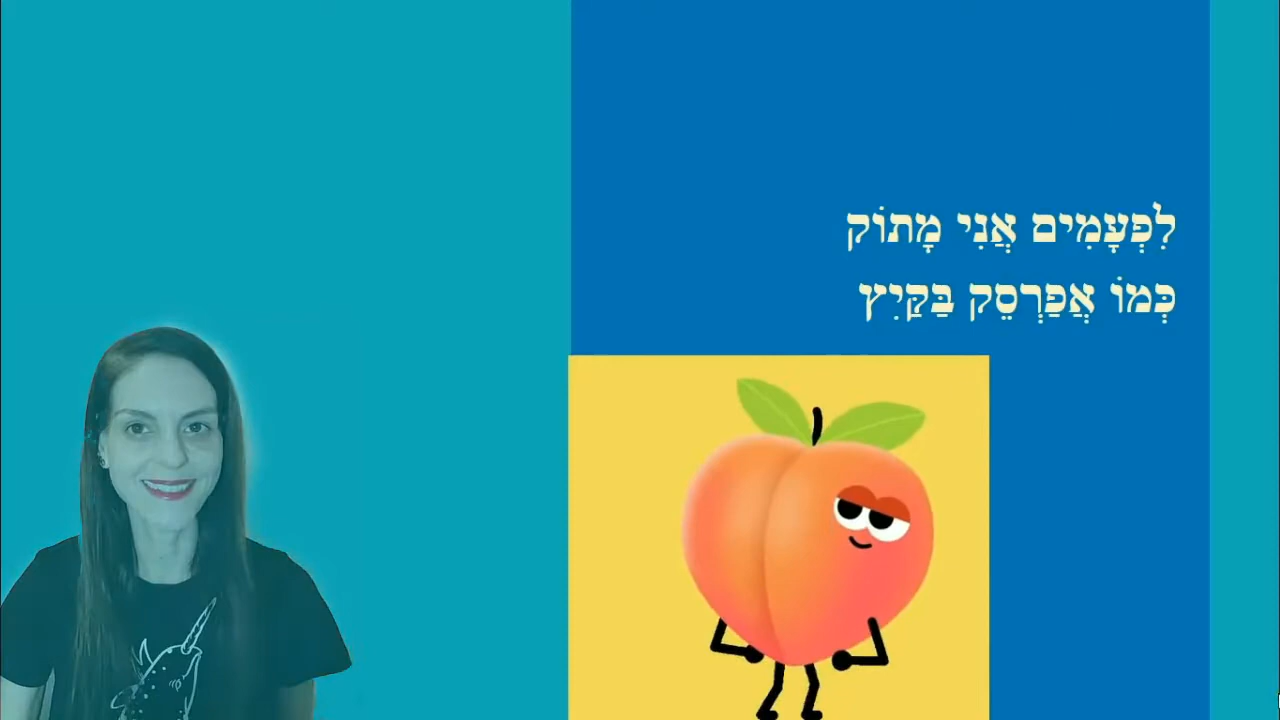 לִפְעָמִים אֲנִי מָתוֹק
כְּמוֹ אֲפַרְסֵק בַּקַּיִץ